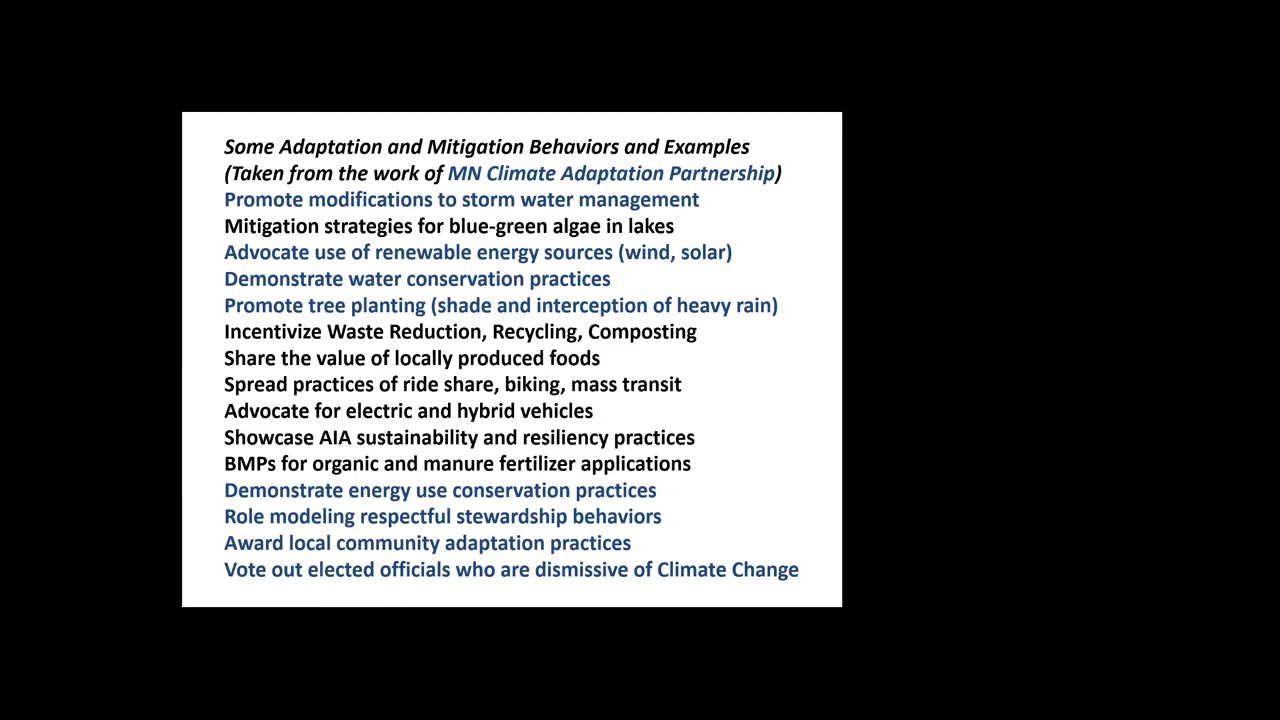 Some Adaptation and Mitigation Behaviors and Examples
(Taken from the work of MN Climate Adaptation Partnership)
Promote modifications to storm water management
Mitigation strategies for blue-green algae in lakes
Advocate use of renewable energy sources (wind, solar)
Demonstrate water conservation practices
Promote tree planting (shade and interception of heavy rain)
Incentivize Waste Reduction, Recycling, Composting
Share the value of locally produced foods
Spread practices of ride share, biking, mass transit
Advocate for electric and hybrid vehicles
Showcase AIA sustainability and resiliency practices
BMPs for organic and manure fertilizer applications
Demonstrate energy use conservation practices
Role modeling respectful stewardship behaviors
Award local community adaptation practices
Vote out elected officials who are dismissive of Climate Change